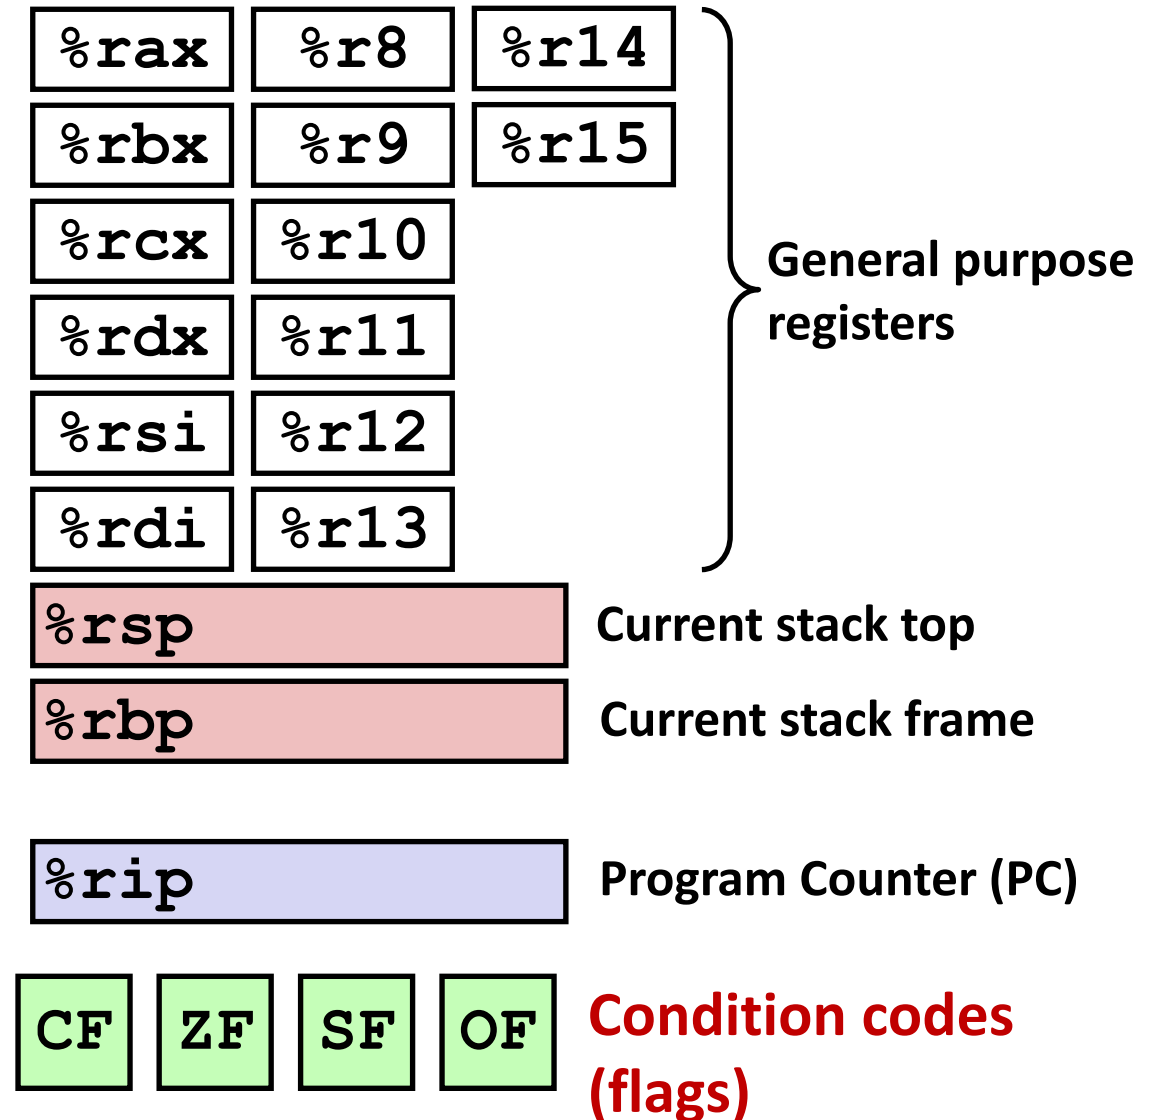 %rax %r8 %r14
%rbx %r9 %r15
%rcx %r10
%rdx %r11
%rsi %r12
%rdi %r13
General purpose
registers
%rsp Current stack top
%rbp Current stack frame
%rip Program Counter (PC)
CF ZF SF OF
Condition codes
(flags)